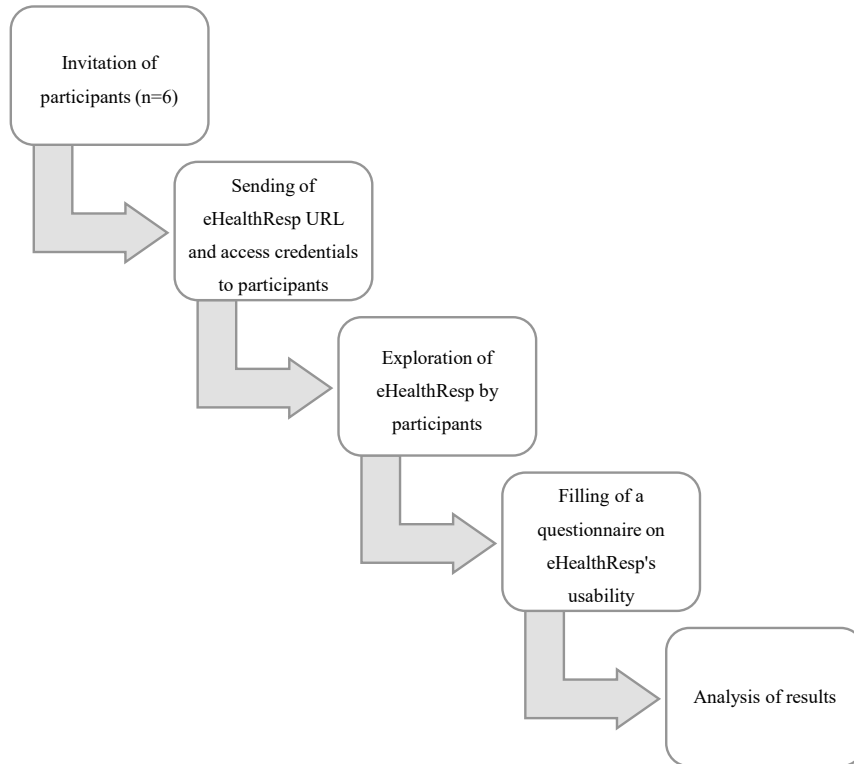 Invitation of
participants (n=6)
Sending of
eHealthResp URL
and access credentials
to participants
Exploration of
eHealthResp by
participants
Filling of a
questionnaire on
eHealthResp's
usability
Analysis of results